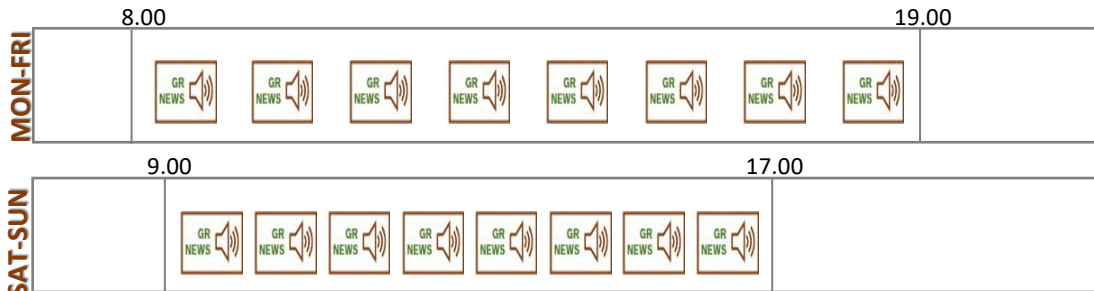 8.00 19.00
MON-FRI
GR GR GR GR GR GR GR GR
NEWS NEWS NEWS NEWS NEWS NEWS NEWS NEWS
9.00 17.00
SAT-SUN
GR GR GR GR GR GR GR GR
NEWS NEWS NEWS NEWS NEWS NEWS NEWS NEWS